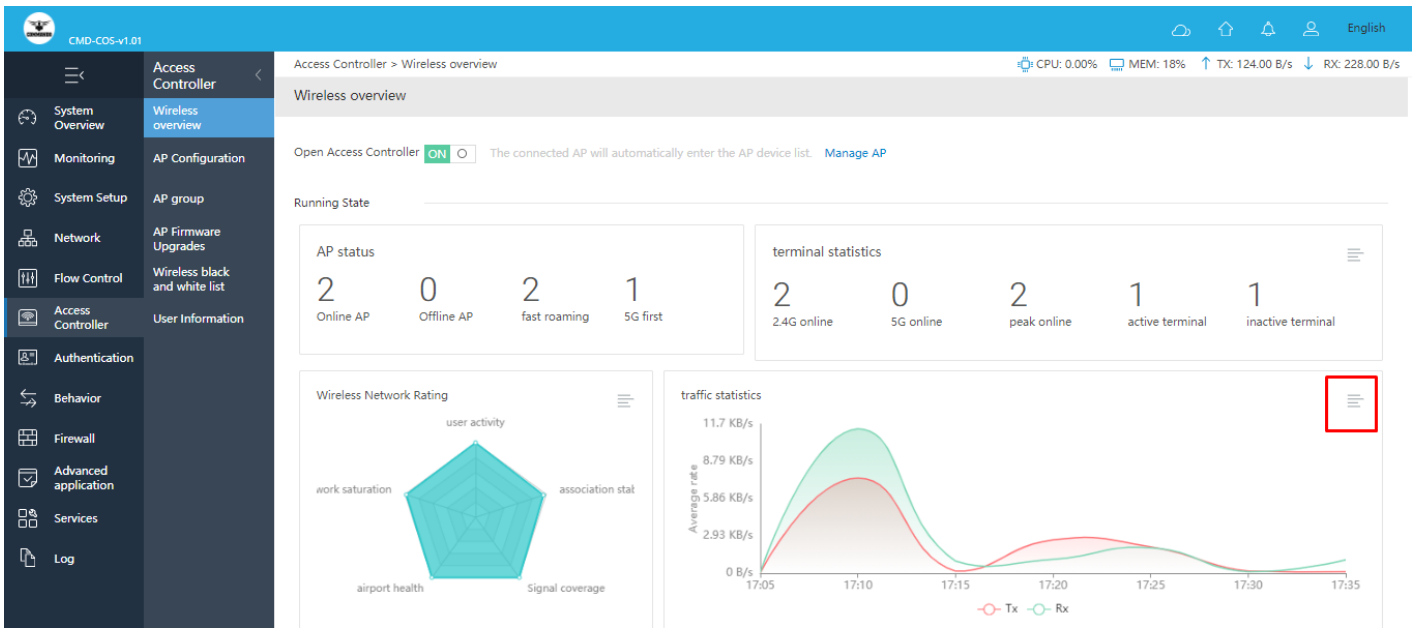 CMD-COS-v1.01
English
Access Controller > Wireless overview
CPU: 0.00%
MEM: 18%
TX: 124.00 B/s
RX: 228.00 B/s
Wireless overview
System
Overview
Monitoring
System Setup
Network
Flow Control
Access
Controller
Authentication
Behavior
Firewall
Advanced
application
Services
Log
Access
Controller
Wireless
overview
AP Configuration
AP group
AP Firmware
Upgrades
Wireless black
and white list
User Information
Open Access Controller ON The connected AP will automatically enter the AP device list. Manage AP
Running State
AP status
2
0
2
1
Online AP
Offline AP
fast roaming
5G first
terminal statistics
2
0
2
1
1
2.4G online
5G online
peak online
active terminal
inactive terminal
Wireless Network Rating
user activity
work saturation
association stab
airport health
Signal coverage
traffic statistics
Average rate
11.7 KB/s
8.79 KB/s
5.86 KB/s
2.93 KB/s
0 B/s
17:05
17:10
17:15
17:20
17:25
17:30
17:35
Tx
Rx